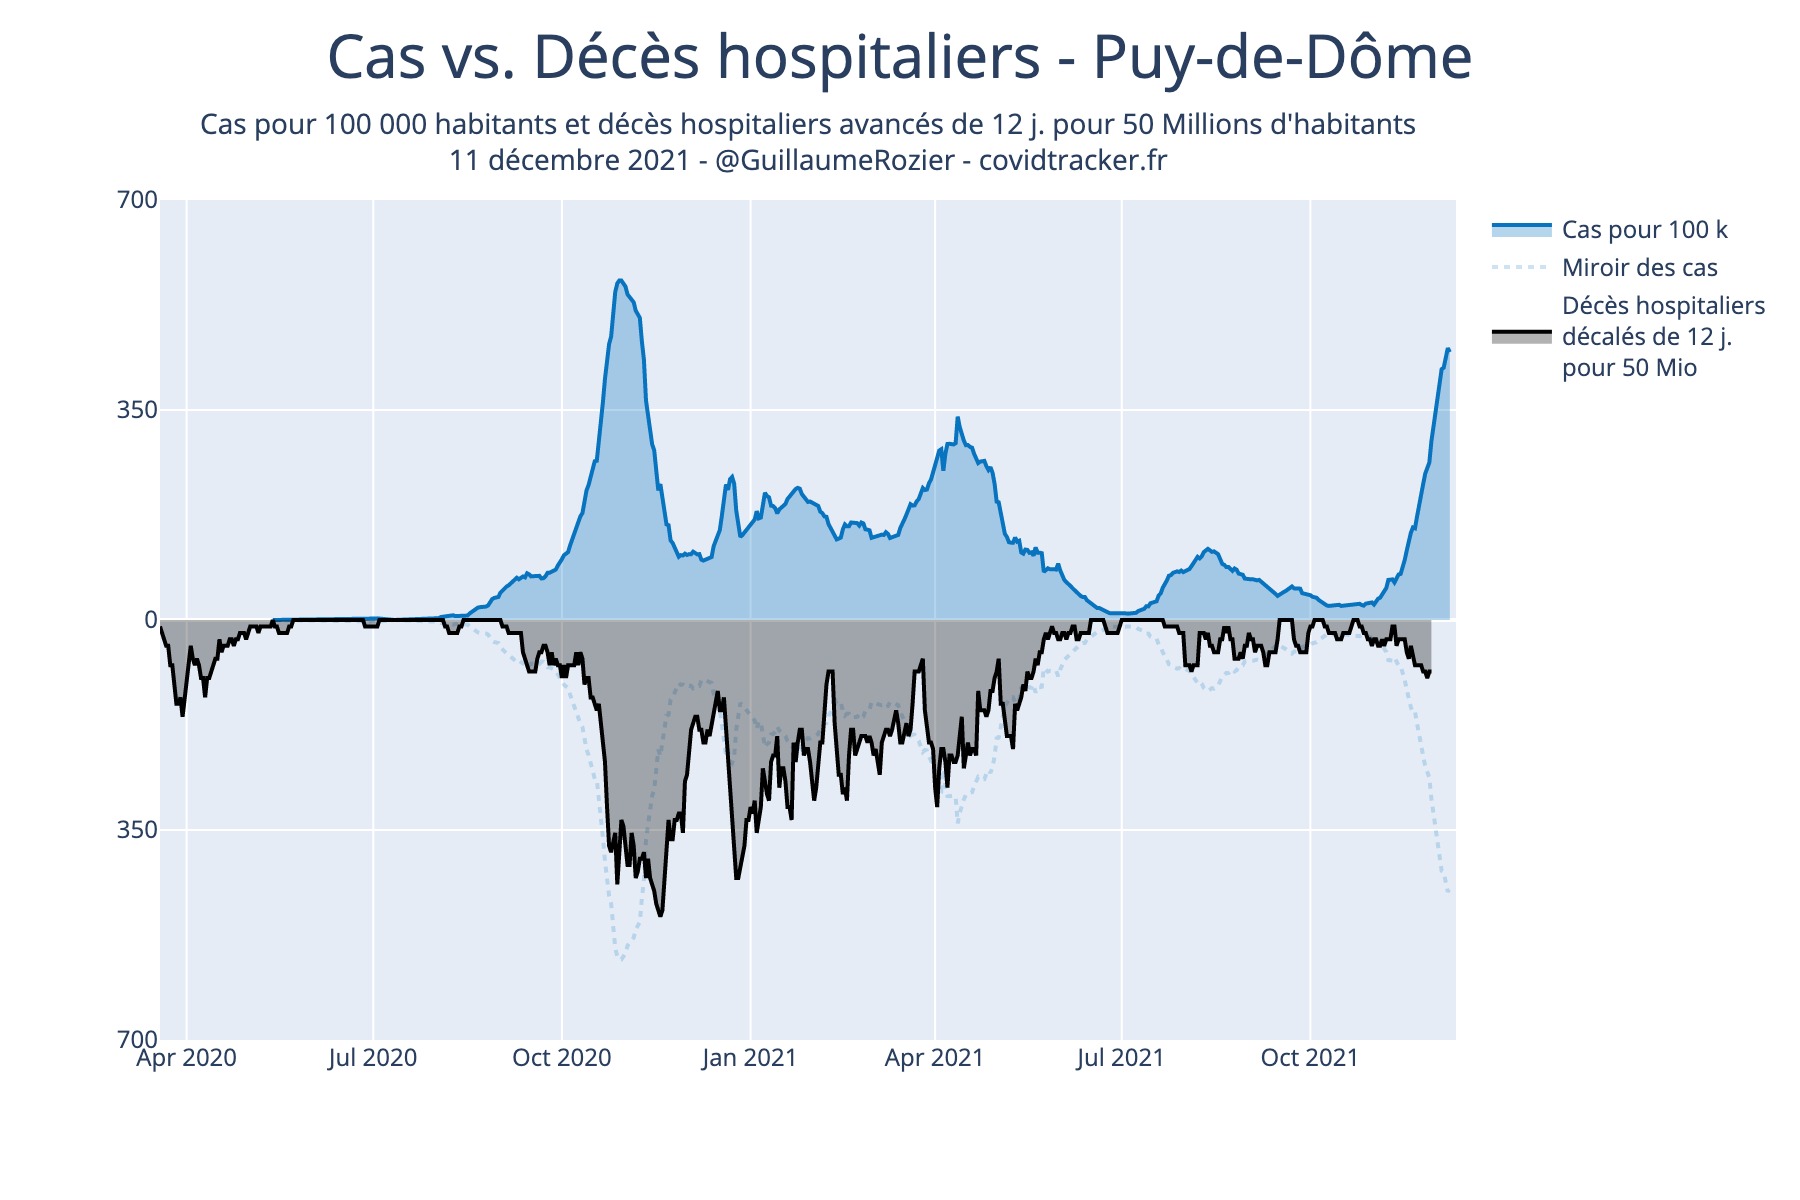 Cas vs. Décès hospitaliers - Puy-de-Dôme
Cas pour 100 000 habitants et décès hospitaliers avancés de 12 j. pour 50 Millions d'habitants
11 décembre 2021 - @GuillaumeRozier - covidtracker.fr
700
350
0
350
700
Apr 2020
Jul 2020
Oct 2020
Jan 2021
Apr 2021
Jul 2021
Oct 2021
Cas pour 100 k
Miroir des cas
Décès hospitaliers
décalés de 12 j.
pour 50 Mio